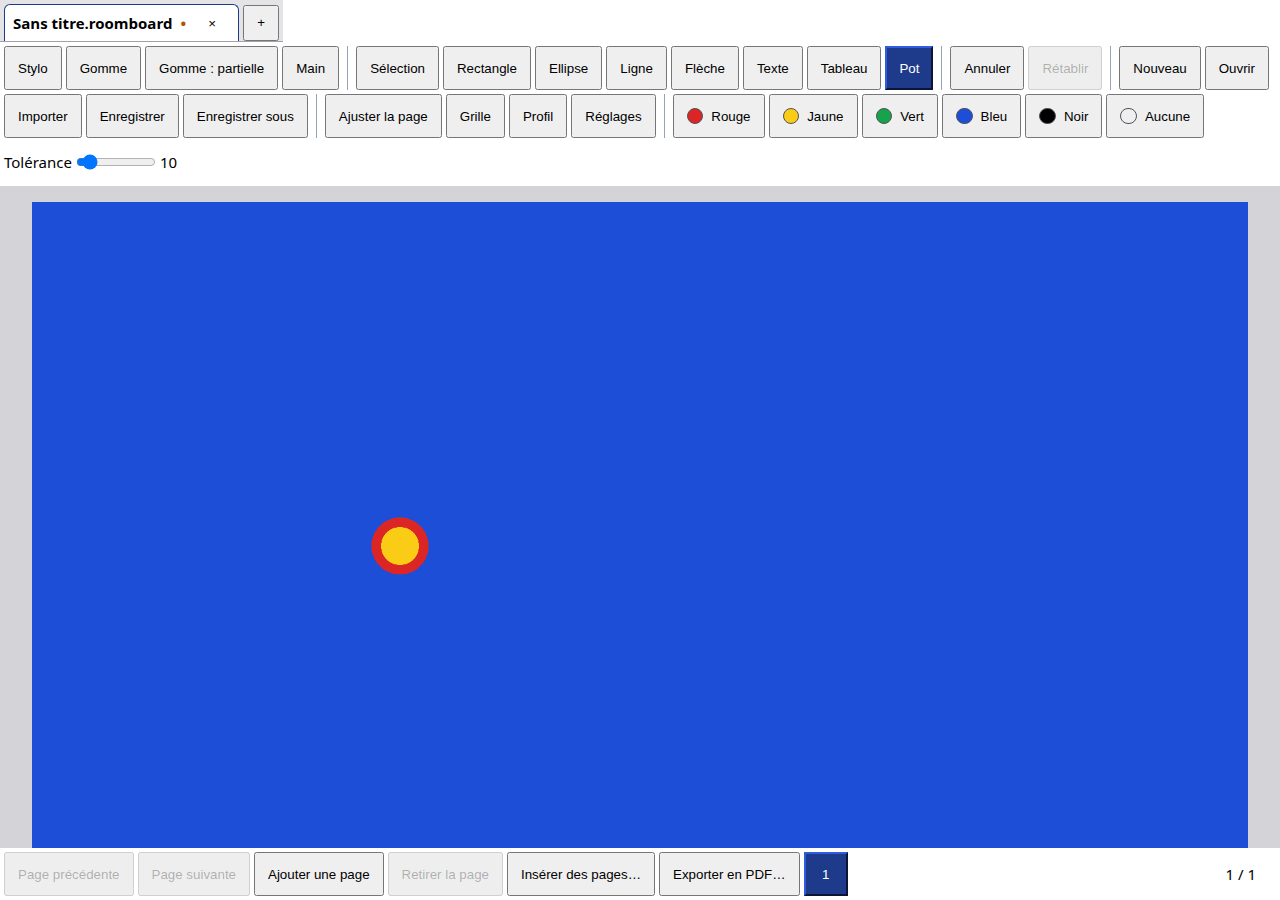 Sans titre.roomboard • × +
Stylo Gomme Gomme : partielle Main Sélection Rectangle Ellipse Ligne Flèche Texte Tableau Pot Annuler Rétablir Nouveau Ouvrir
Importer Enregistrer Enregistrer sous Ajuster la page Grille Profil Réglages Rouge Jaune Vert Bleu Noir Aucune
Tolérance 10
Page précédente Page suivante Ajouter une page Retirer la page Insérer des pages… Exporter en PDF… 1 1 / 1